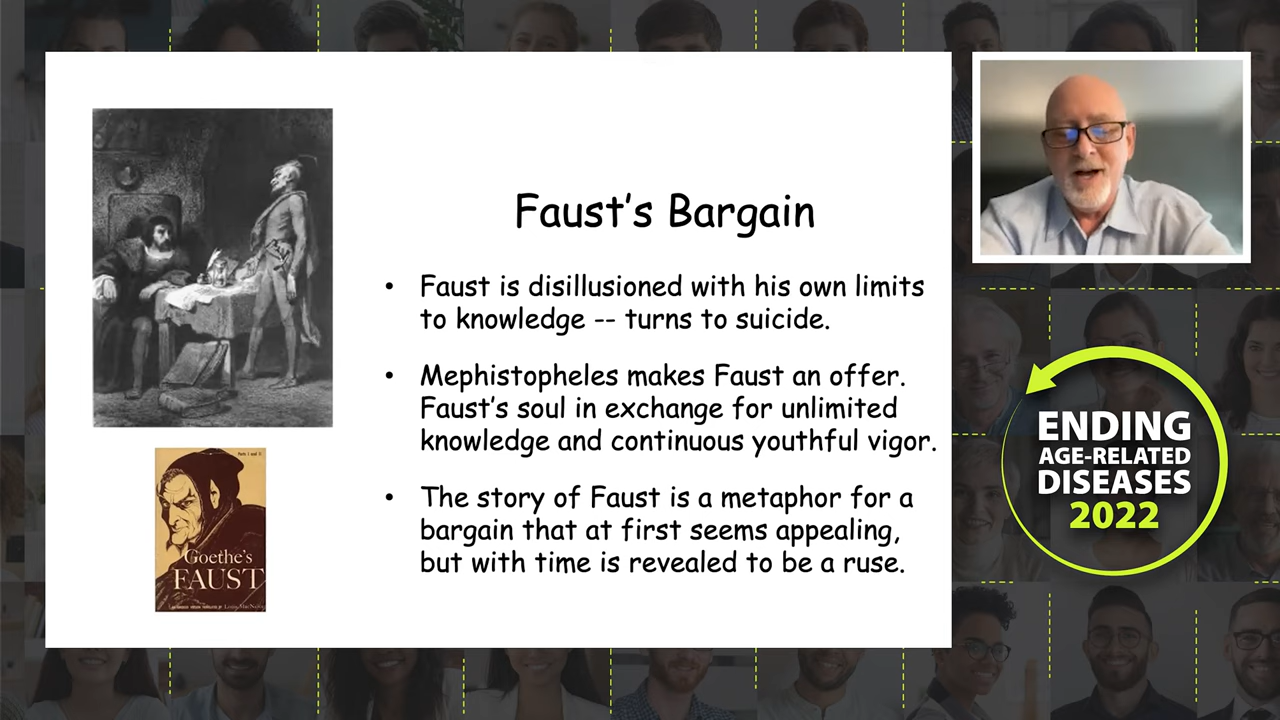 Faust's Bargain
• Faust is disillusioned with his own limits
to knowledge -- turns to suicide.
• Mephistopheles makes Faust an offer.
Faust's soul in exchange for unlimited
knowledge and continuous youthful vigor.
• The story of Faust is a metaphor for a
bargain that at first seems appealing,
but with time is revealed to be a ruse.
Goethe's
FAUST
ENDING
AGE-RELATED
DISEASES
2022